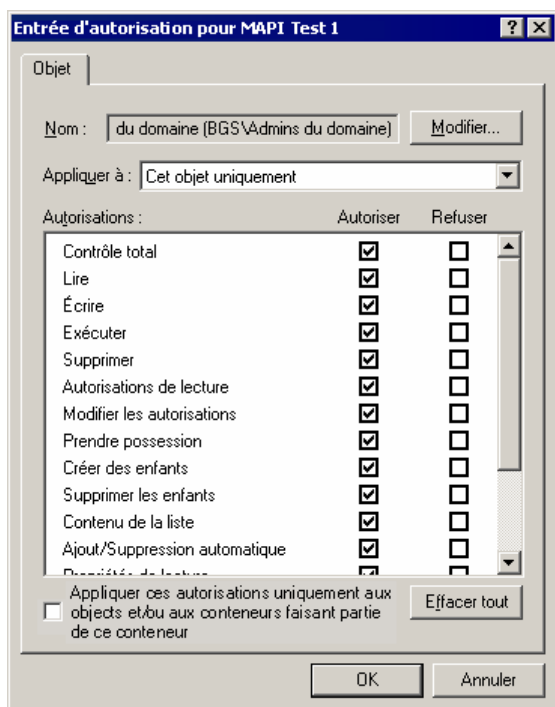 Entrée d'autorisation pour MAPI Test 1
Objet
Nom : du domaine (BGS\Admins du domaine) Modifier...
Appliquer à : Cet objet uniquement
Autorisations : Autoriser Refuser
Contrôle total
Lire
Écrire
Exécuter
Supprimer
Autorisations de lecture
Modifier les autorisations
Prendre possession
Créer des enfants
Supprimer les enfants
Contenu de la liste
Ajout/Suppression automatique
Propriétés de lecture
Appliquer ces autorisations uniquement aux
objects et/ou aux conteneurs faisant partie
de ce conteneur
Effacer tout
OK Annuler